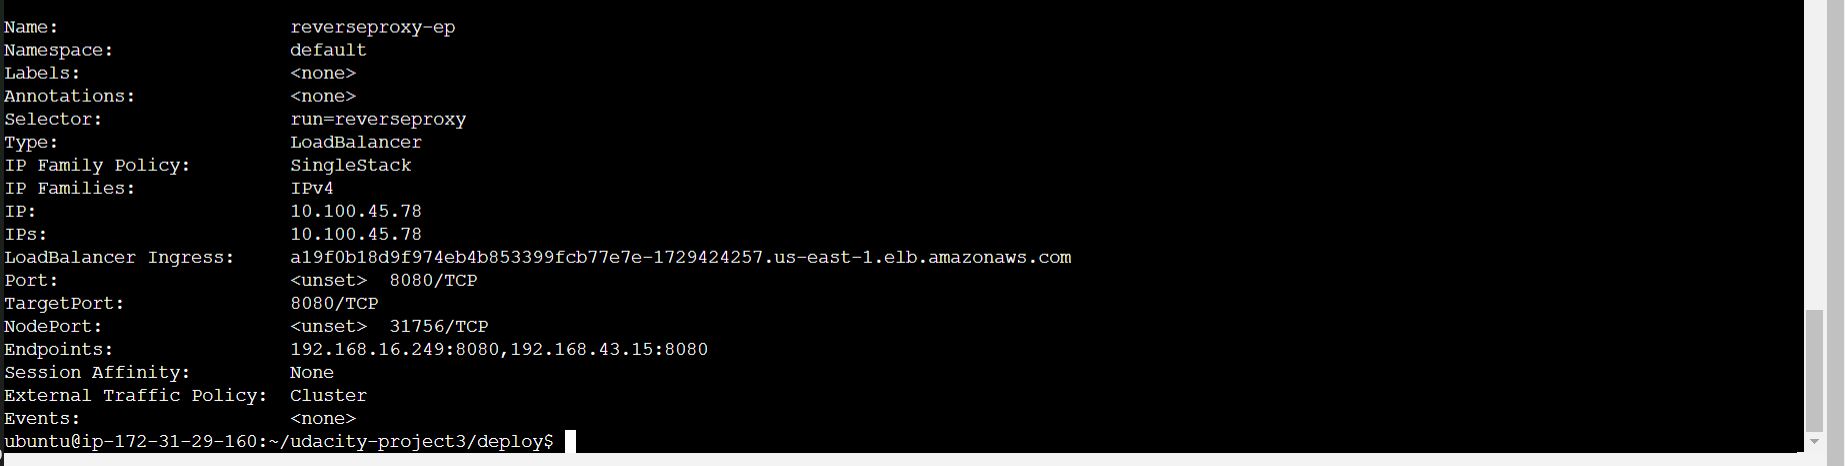 Name:                     reverseproxy-ep
Namespace:                default
Labels:                   <none>
Annotations:              <none>
Selector:                 run=reverseproxy
Type:                     LoadBalancer
IP Family Policy:         SingleStack
IP Families:              IPv4
IP:                       10.100.45.78
IPs:                      10.100.45.78
LoadBalancer Ingress:     a19f0b18d9f974eb4b853399fcb77e7e-1729424257.us-east-1.elb.amazonaws.com
Port:                     <unset>  8080/TCP
TargetPort:               8080/TCP
NodePort:                 <unset>  31756/TCP
Endpoints:                192.168.16.249:8080,192.168.43.15:8080
Session Affinity:         None
External Traffic Policy:  Cluster
Events:                   <none>
ubuntu@ip-172-31-29-160:~/udacity-project3/deploy$